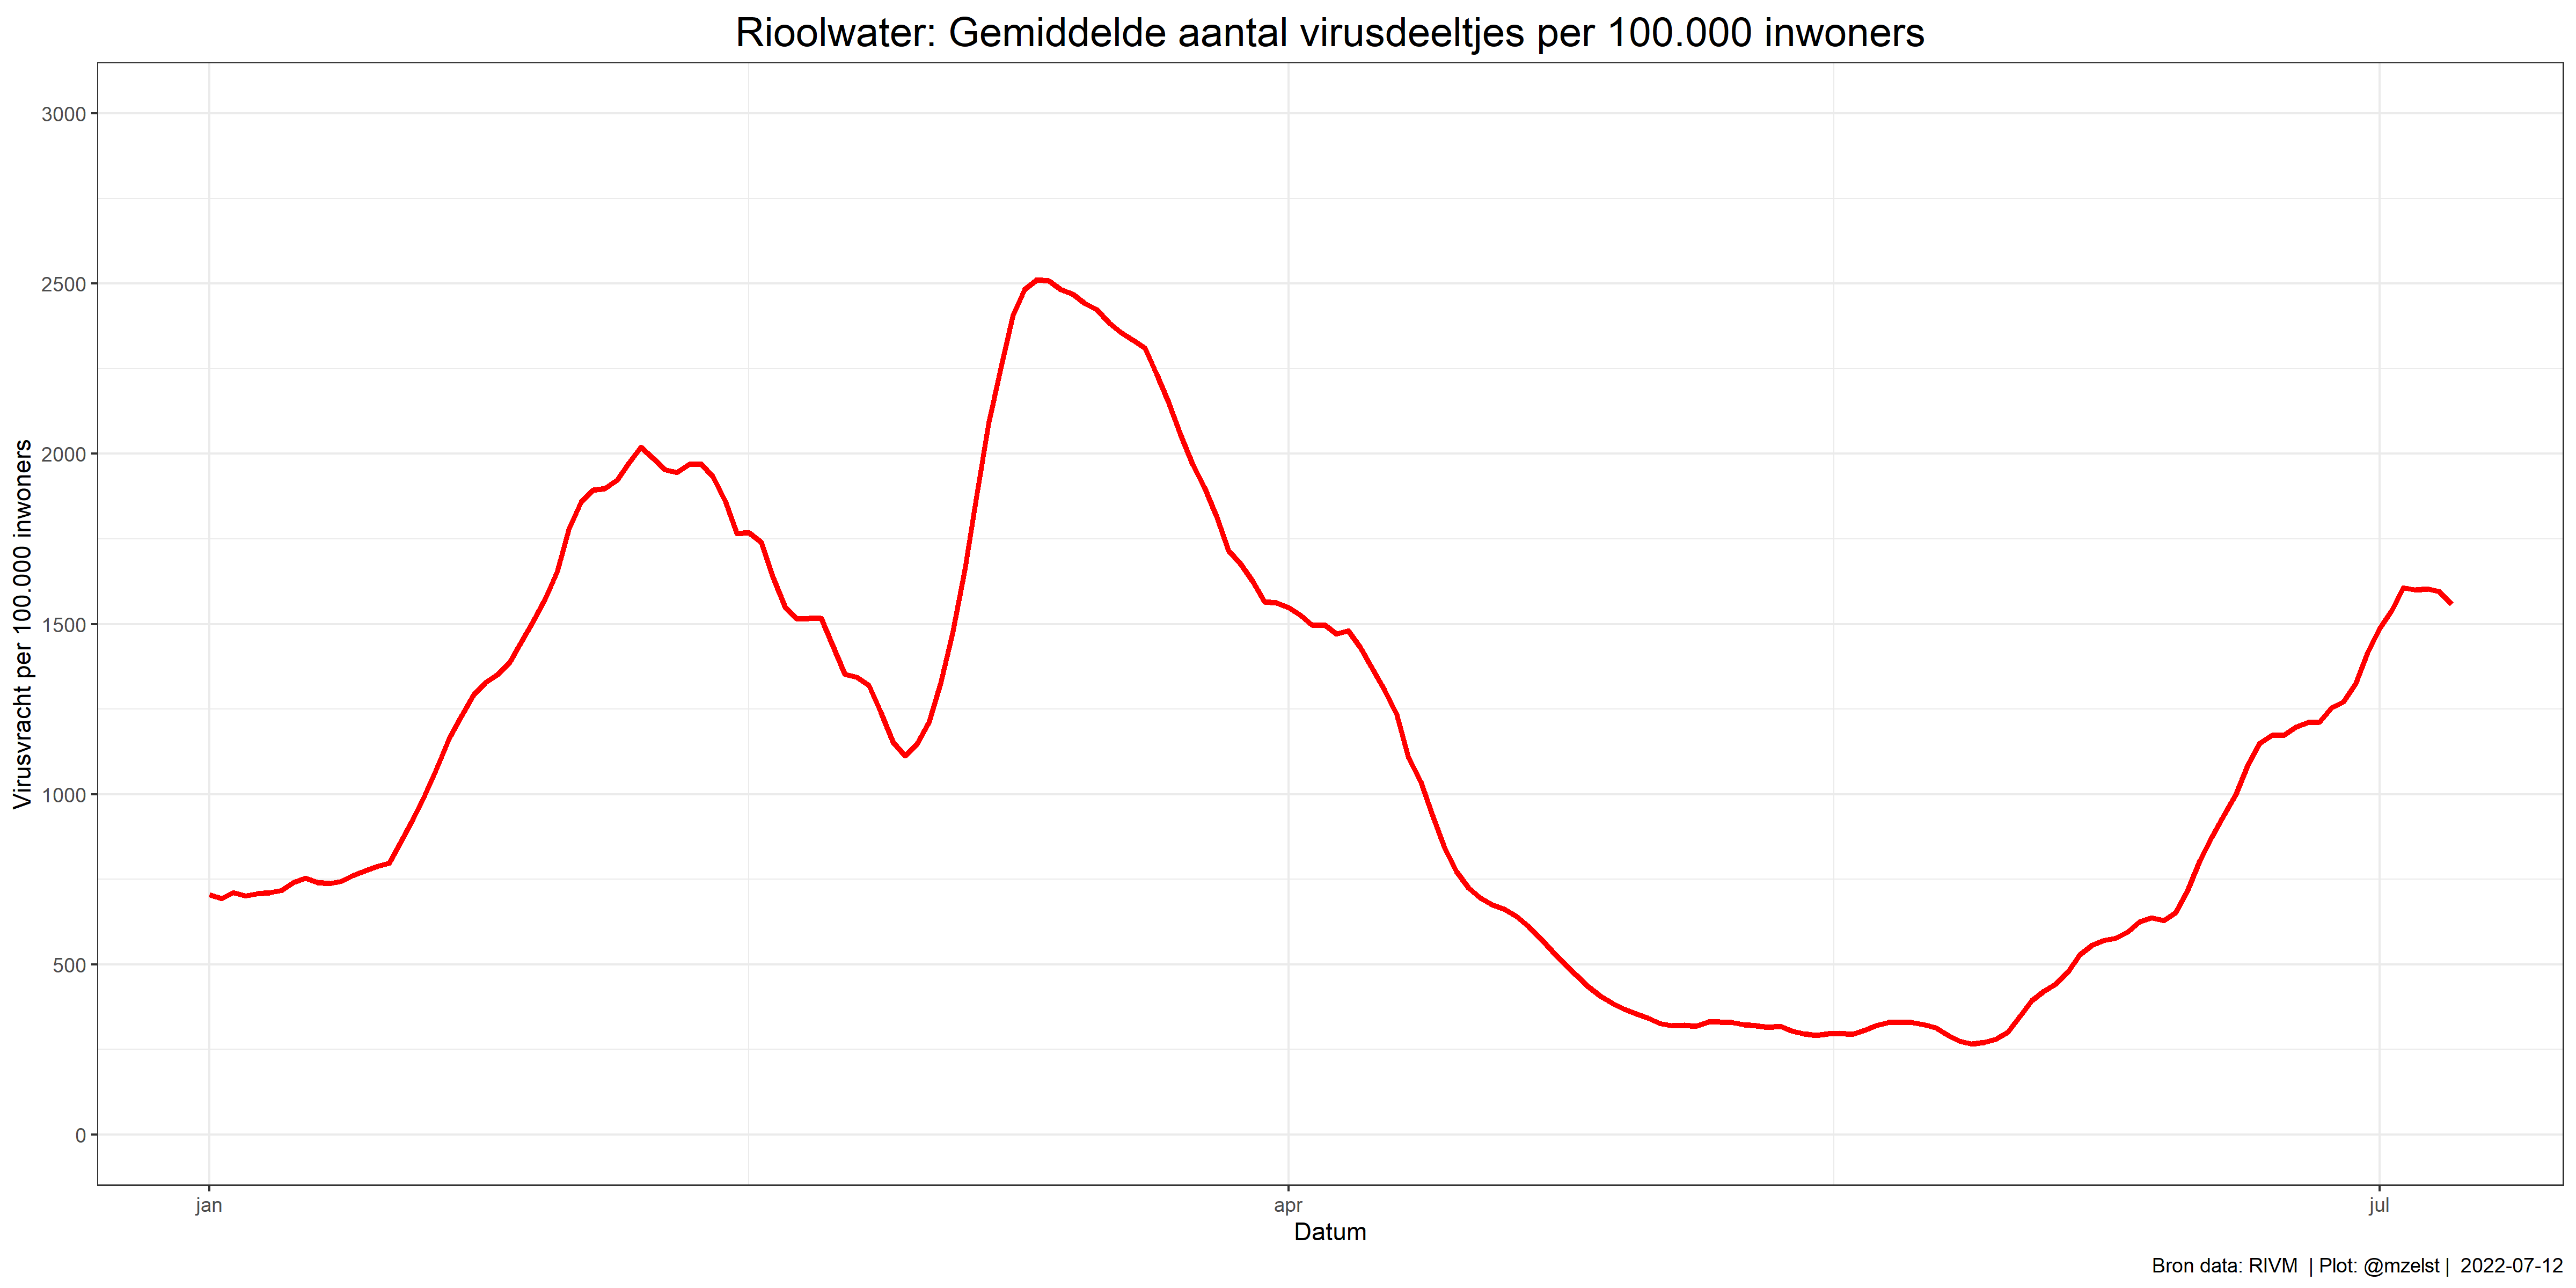 Rioolwater: Gemiddelde aantal virusdeeltjes per 100.000 inwoners
Virusvracht per 100.000 inwoners
3000
2500
2000
1500
1000
500
0
jan
apr
jul
Datum
Bron data: RIVM | Plot: @mzelst | 2022-07-12